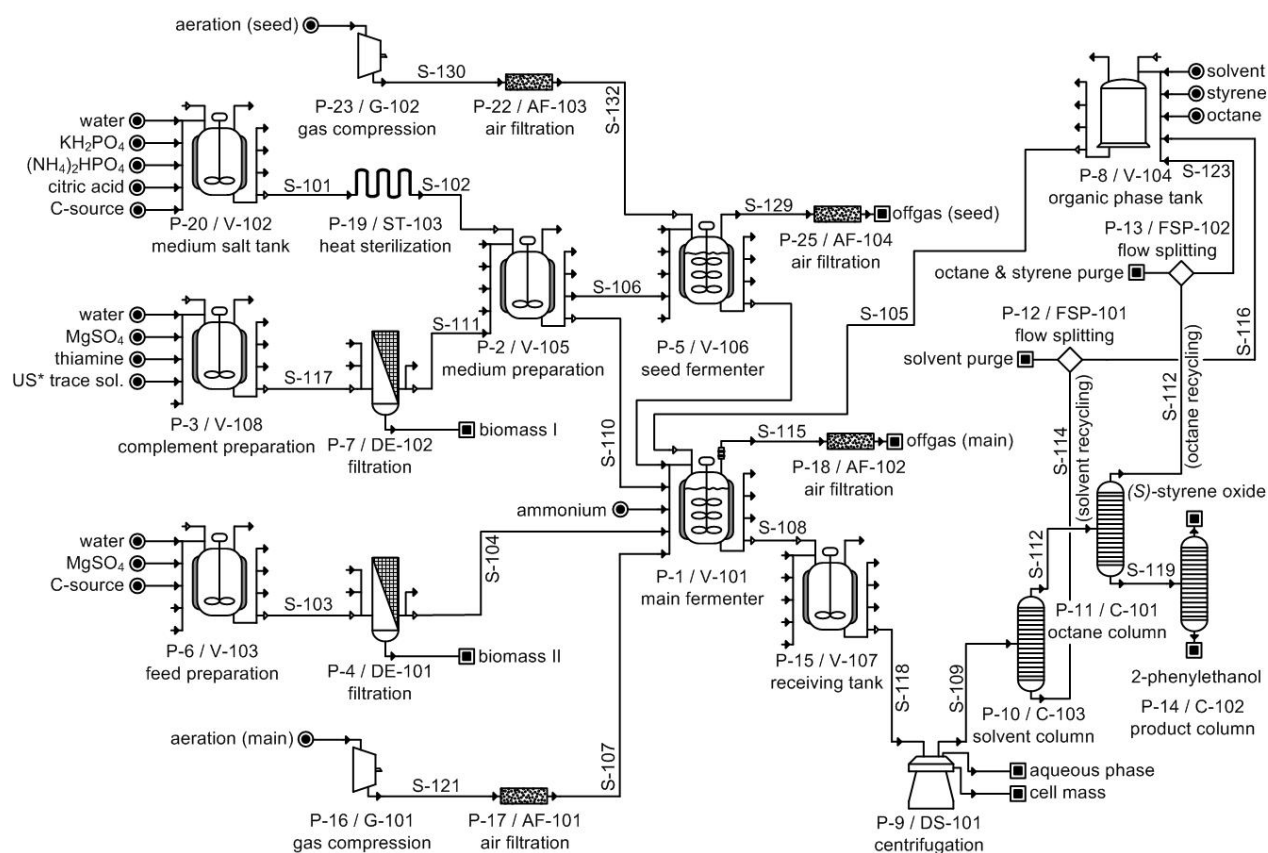 aeration (seed)
S-130
P-23 / G-102
gas compression
P-22 / AF-103
air filtration
S-132
solvent
styrene
octane
S-123
P-8 / V-104
organic phase tank
water
KH₂PO₄
(NH₄)₂HPO₄
citric acid
C-source
S-101
S-102
P-20 / V-102
medium salt tank
P-19 / ST-103
heat sterilization
S-129
offgas (seed)
P-25 / AF-104
air filtration
P-13 / FSP-102
flow splitting
octane & styrene purge
S-106
S-105
P-12 / FSP-101
flow splitting
S-116
solvent purge
water
MgSO₄
thiamine
US* trace sol.
S-117
S-111
P-2 / V-105
medium preparation
P-5 / V-106
seed fermenter
P-3 / V-108
complement preparation
P-7 / DE-102
filtration
biomass I
S-110
S-112
(octane recycling)
S-114
(solvent recycling)
S-115
offgas (main)
P-18 / AF-102
air filtration
(S)-styrene oxide
ammonium
S-108
S-104
water
MgSO₄
C-source
S-103
P-1 / V-101
main fermenter
S-112
S-119
P-11 / C-101
octane column
P-6 / V-103
feed preparation
P-4 / DE-101
filtration
biomass II
P-15 / V-107
receiving tank
S-118
S-109
2-phenylethanol
P-10 / C-103
solvent column
P-14 / C-102
product column
aeration (main)
S-121
S-107
P-16 / G-101
gas compression
P-17 / AF-101
air filtration
aqueous phase
cell mass
P-9 / DS-101
centrifugation